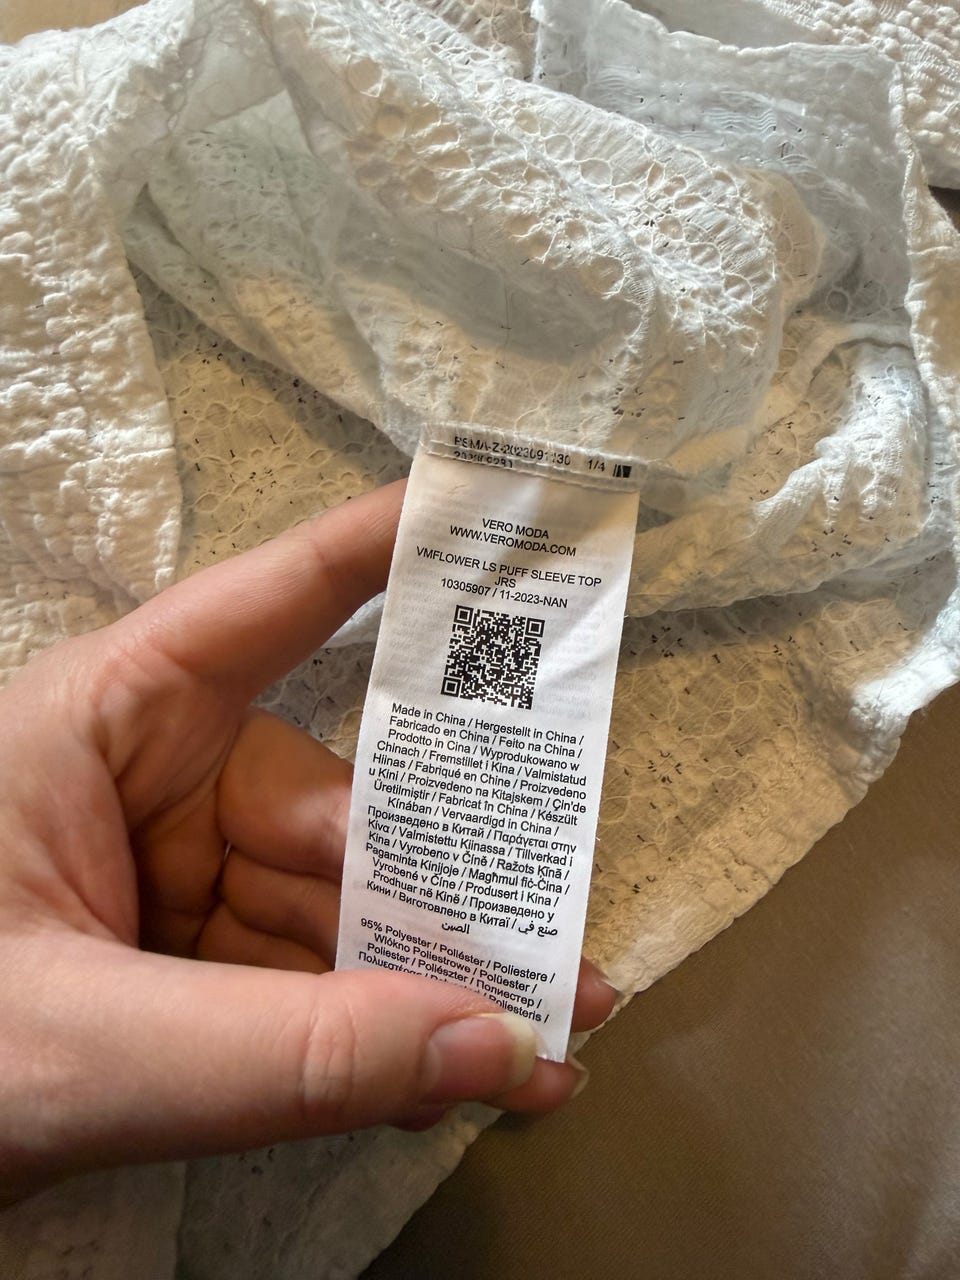 1/4
VERO MODA
WWW.VEROMODA.COM
VMFLOWER LS PUFF SLEEVE TOP
JRS
10305907 / 11-2023-NAN
Made in China / Hergestellt in China /
Fabricado en China / Feito na China /
Prodotto in Cina / Wyprodukowano w
Chinach / Fremstillet i Kina / Valmistatud
Hiinas / Fabriqué en Chine / Proizvedeno
u Kini / Proizvedeno na Kitajskem / Çin'de
Üretilmiştir / Fabricat în China / Készült
Kínában / Vervaardigd in China /
Произведено в Китай / Παράγεται στην
Κίνα / Valmistettu Kiinassa / Tillverkad i
Kina / Vyrobeno v Číně / Ražots Ķīnā /
Pagaminta Kinijoje / Magħmul fiċ-Ċina /
Vyrobené v Číne / Produsert i Kina /
Prodhuar në Kinë / Произведено у
Кини / Виготовлено в Китаї / صنع في
الصين
95% Polyester / Poliéster / Poliestere /
Włókno Poliestrowe / Polüester /
Poliester / Poliészter / Полиестер /
Poliesteris /